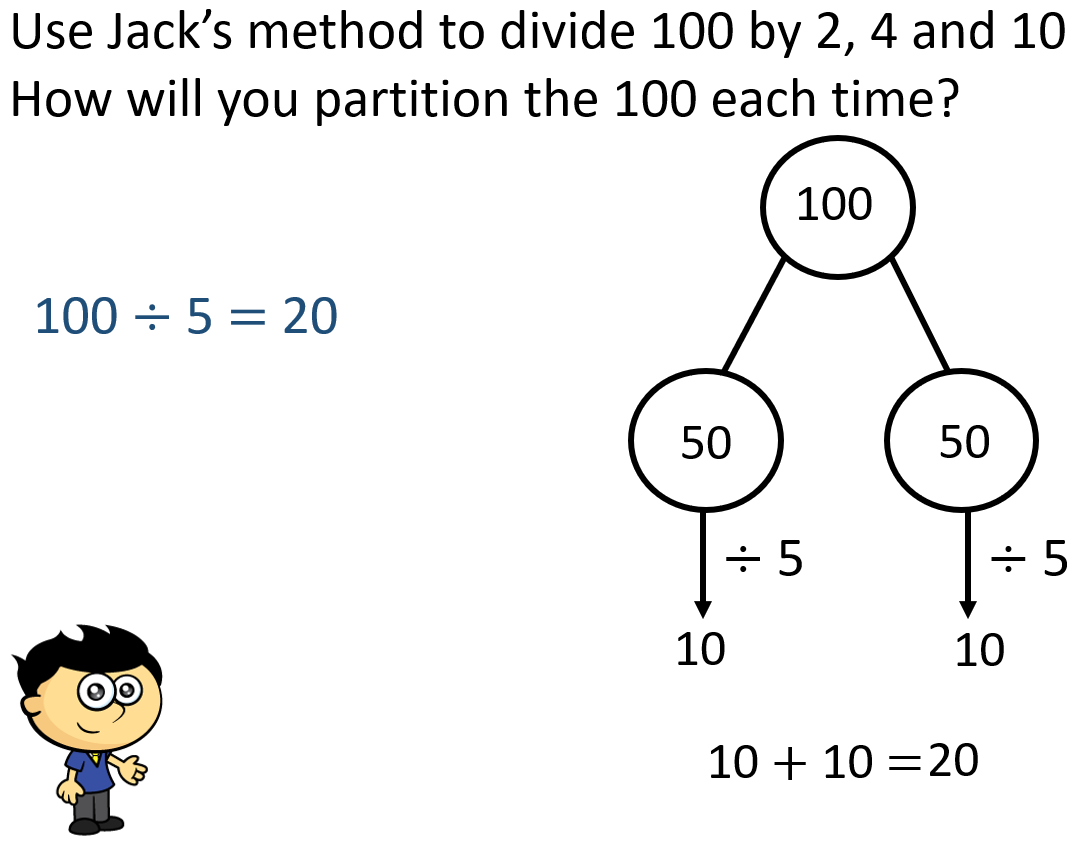 Use Jack’s method to divide 100 by 2, 4 and 10
How will you partition the 100 each time?
100
100 ÷ 5 = 20
50
50
÷ 5
÷ 5
10
10
10 + 10 =20